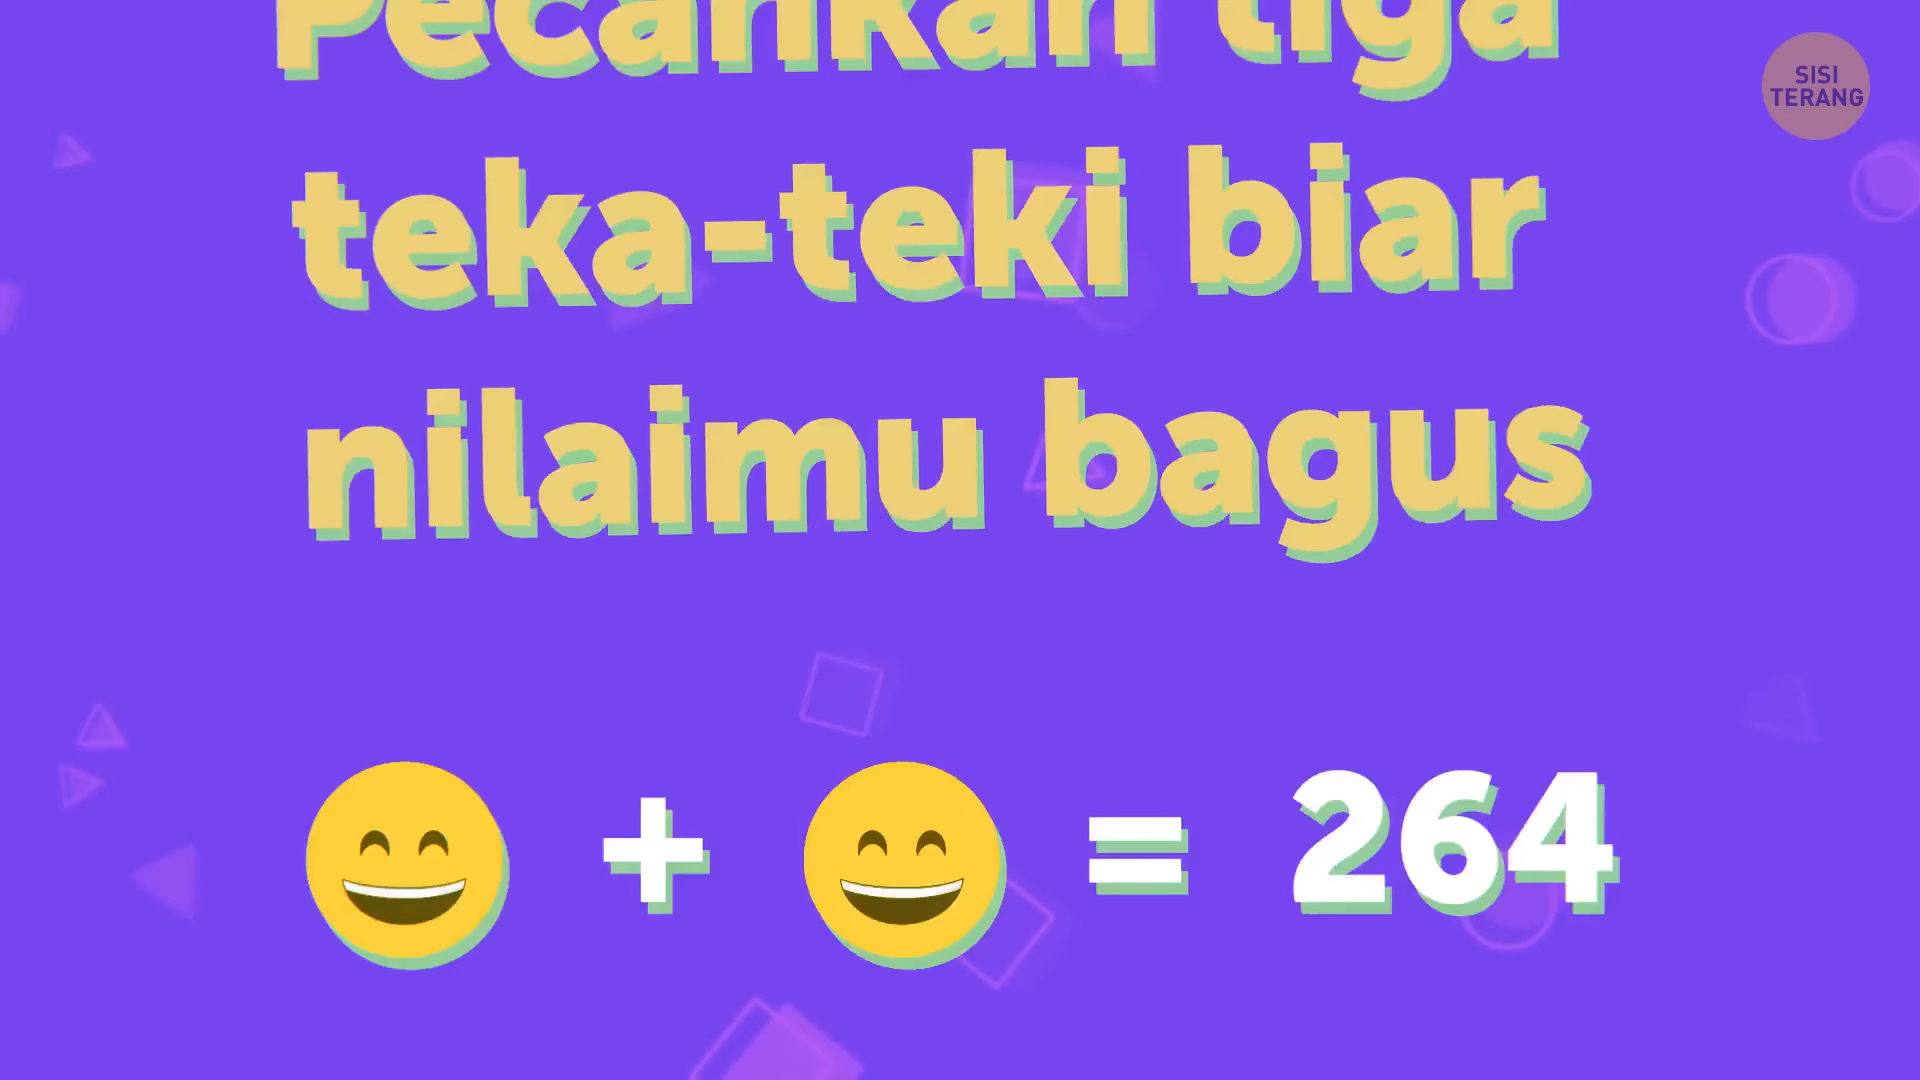 Pecahkan tiga
teka-teki biar
nilaimu bagus
+ = 264
SISI
TERANG